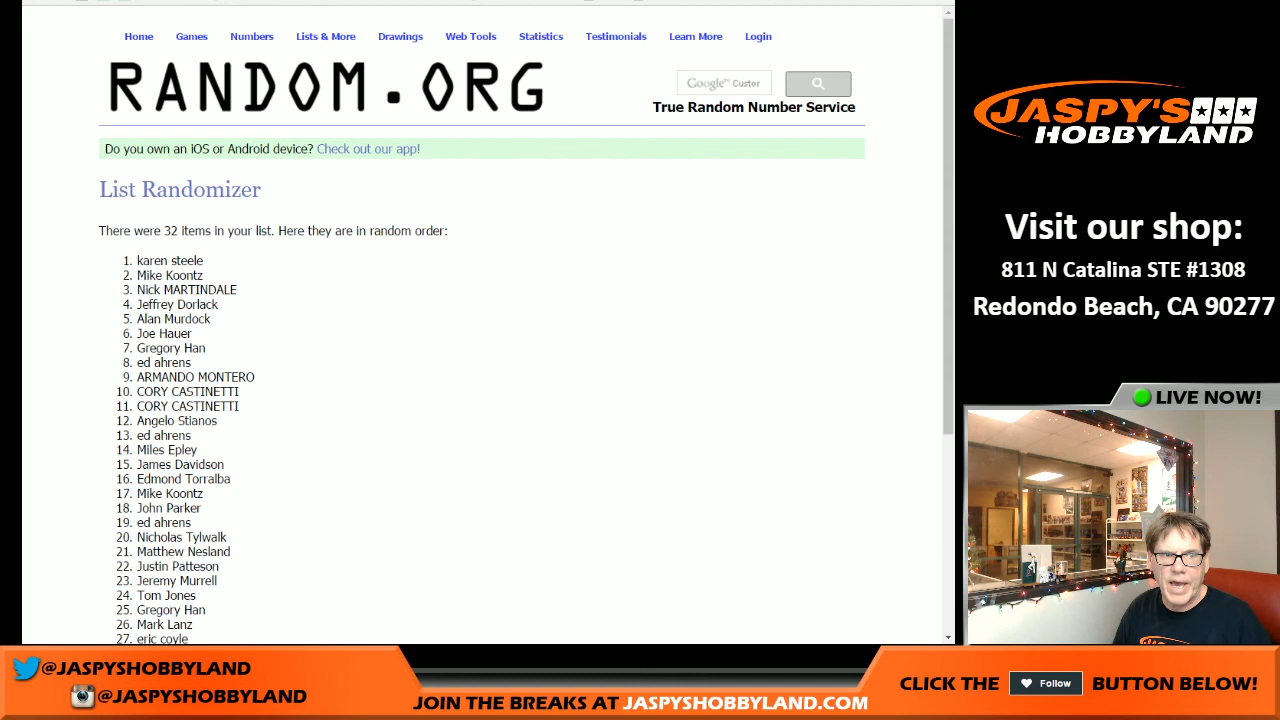 Home Games Numbers Lists & More Drawings Web Tools Statistics Testimonials Learn More Login
RANDOM.ORG
Google™ Custor
True Random Number Service
Do you own an iOS or Android device? Check out our app!
List Randomizer
There were 32 items in your list. Here they are in random order:
1. karen steele
2. Mike Koontz
3. Nick MARTINDALE
4. Jeffrey Dorlack
5. Alan Murdock
6. Joe Hauer
7. Gregory Han
8. ed ahrens
9. ARMANDO MONTERO
10. CORY CASTINETTI
11. CORY CASTINETTI
12. Angelo Stianos
13. ed ahrens
14. Miles Epley
15. James Davidson
16. Edmond Torralba
17. Mike Koontz
18. John Parker
19. ed ahrens
20. Nicholas Tylwalk
21. Matthew Nesland
22. Justin Patteson
23. Jeremy Murrell
24. Tom Jones
25. Gregory Han
26. Mark Lanz
27. eric coyle
JASPY'S
HOBBYLAND
Visit our shop:
811 N Catalina STE #1308
Redondo Beach, CA 90277
LIVE NOW!
@JASPYSHOBBYLAND
@JASPYSHOBBYLAND
JOIN THE BREAKS AT JASPYSHOBBYLAND.COM
CLICK THE Follow BUTTON BELOW!